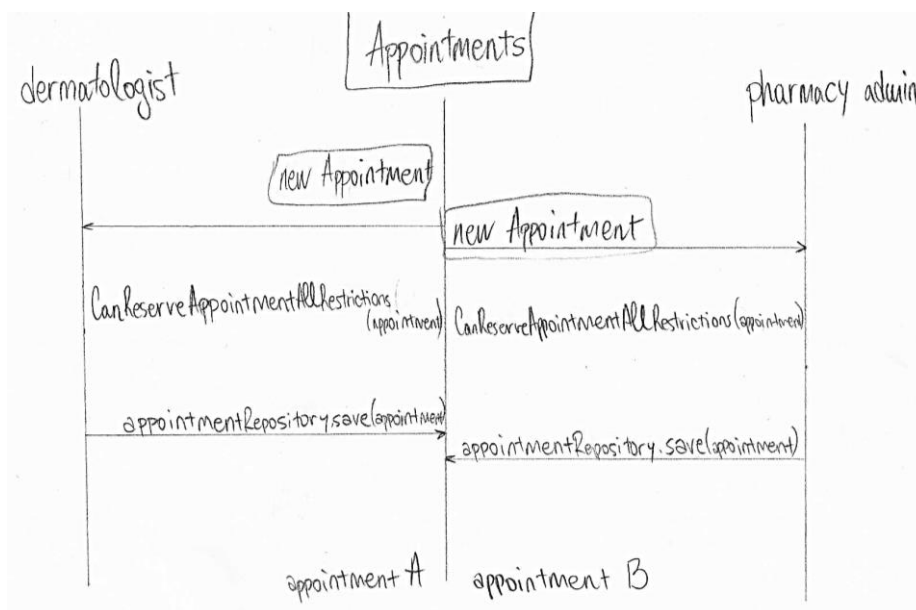 Appointments
dermatologist
pharmacy admin
new Appointment
new Appointment
CanReserveAppointmentAllRestrictions
(appointment)
CanReserveAppointmentAllRestrictions(appointment)
appointmentRepository.save(appointment)
appointmentRepository.save(appointment)
appointment A
appointment B